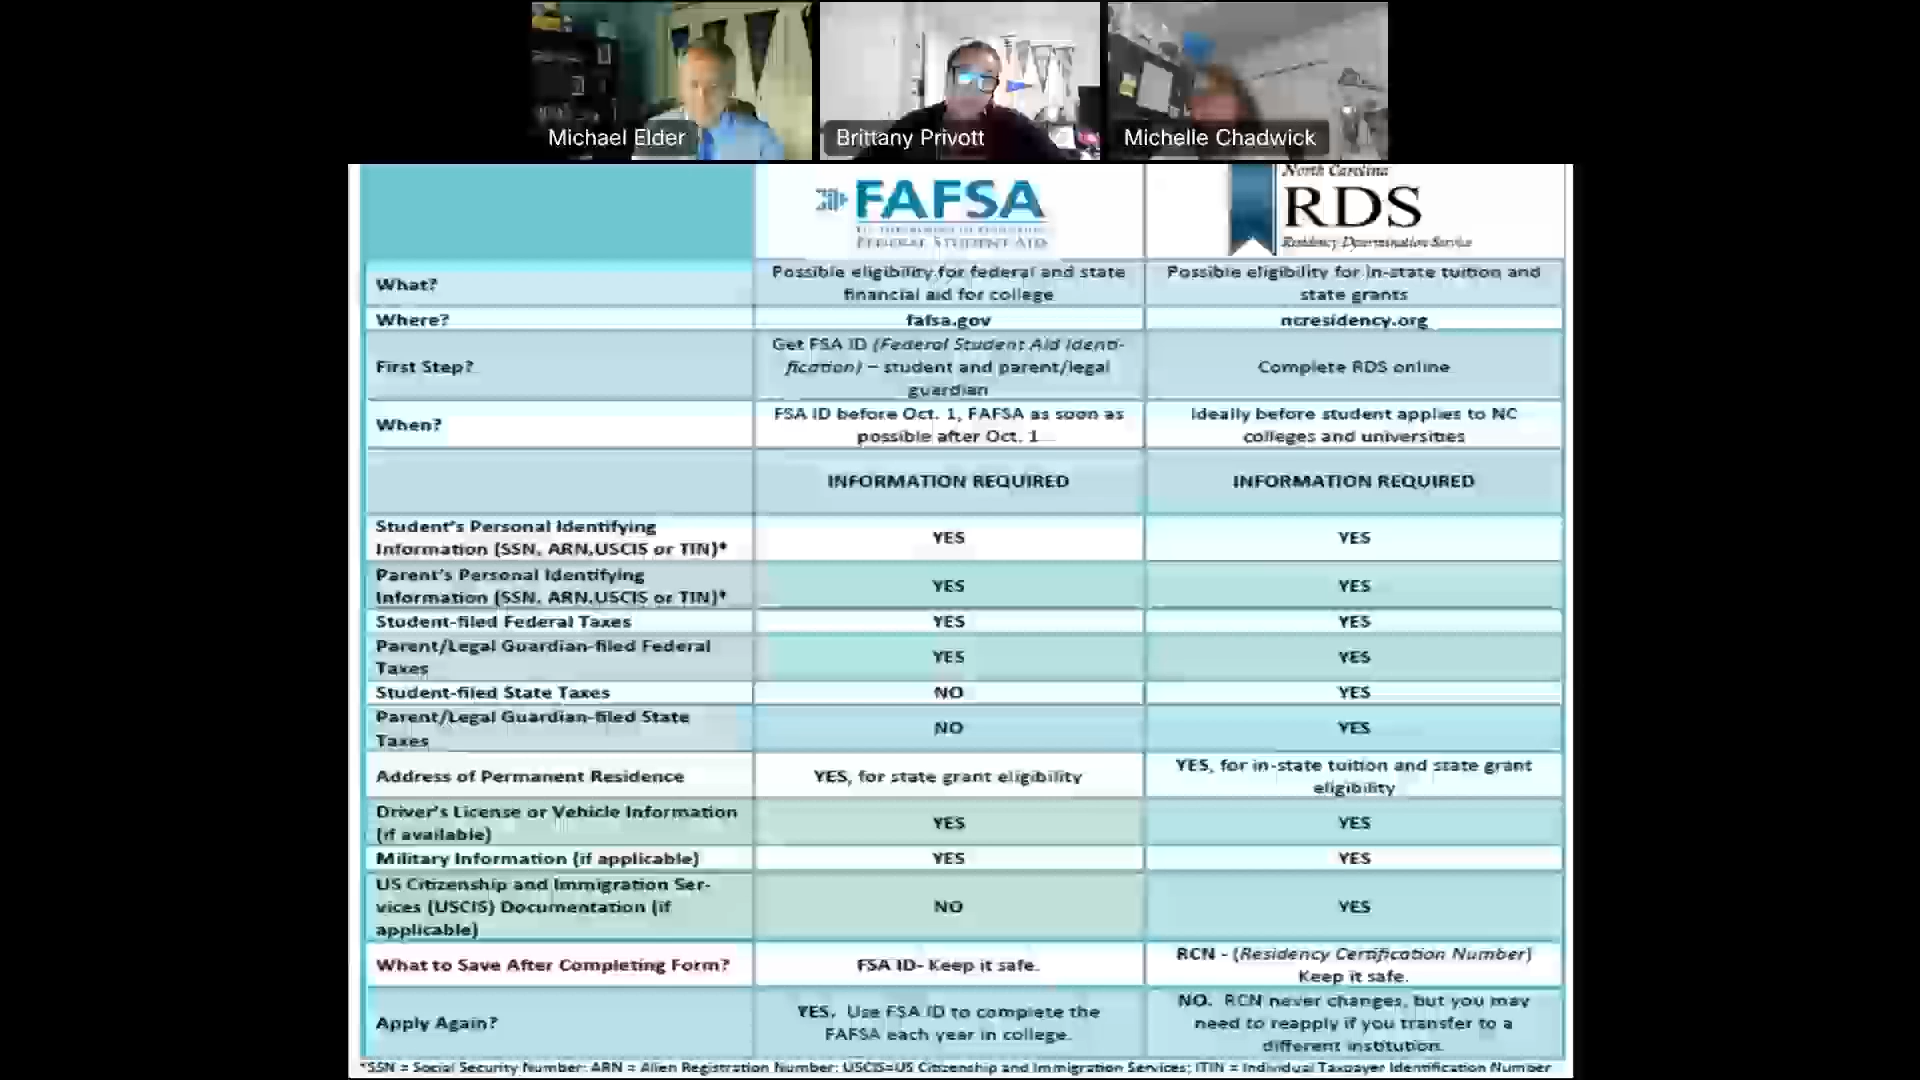 Michael Elder
Brittany Privott
Michelle Chadwick
FAFSA
FEDERAL STUDENT AID
North Carolina
RDS
Residency Determination Service
What?
Possible eligibility for federal and state
financial aid for college
Possible eligibility for in-state tuition and
state grants
Where?
fafsa.gov
ncresidency.org
First Step?
Get FSA ID (Federal Student Aid Identi-
fication) – student and parent/legal
guardian
Complete RDS online
When?
FSA ID before Oct. 1, FAFSA as soon as
possible after Oct. 1
Ideally before student applies to NC
colleges and universities
INFORMATION REQUIRED
INFORMATION REQUIRED
Student's Personal Identifying
Information (SSN, ARN,USCIS or TIN)*
YES
YES
Parent's Personal Identifying
Information (SSN, ARN,USCIS or TIN)*
YES
YES
Student-filed Federal Taxes
YES
YES
Parent/Legal Guardian-filed Federal
Taxes
YES
YES
Student-filed State Taxes
NO
YES
Parent/Legal Guardian-filed State
Taxes
NO
YES
Address of Permanent Residence
YES, for state grant eligibility
YES, for in-state tuition and state grant
eligibility
Driver's License or Vehicle Information
(if available)
YES
YES
Military Information (if applicable)
YES
YES
US Citizenship and Immigration Ser-
vices (USCIS) Documentation (if
applicable)
NO
YES
What to Save After Completing Form?
FSA ID- Keep it safe.
RCN - (Residency Certification Number)
Keep it safe.
Apply Again?
YES. Use FSA ID to complete the
FAFSA each year in college.
NO. RCN never changes, but you may
need to reapply if you transfer to a
different institution.
*SSN = Social Security Number; ARN = Alien Registration Number; USCIS=US Citizenship and Immigration Services; ITIN = Individual Taxpayer Identification Number